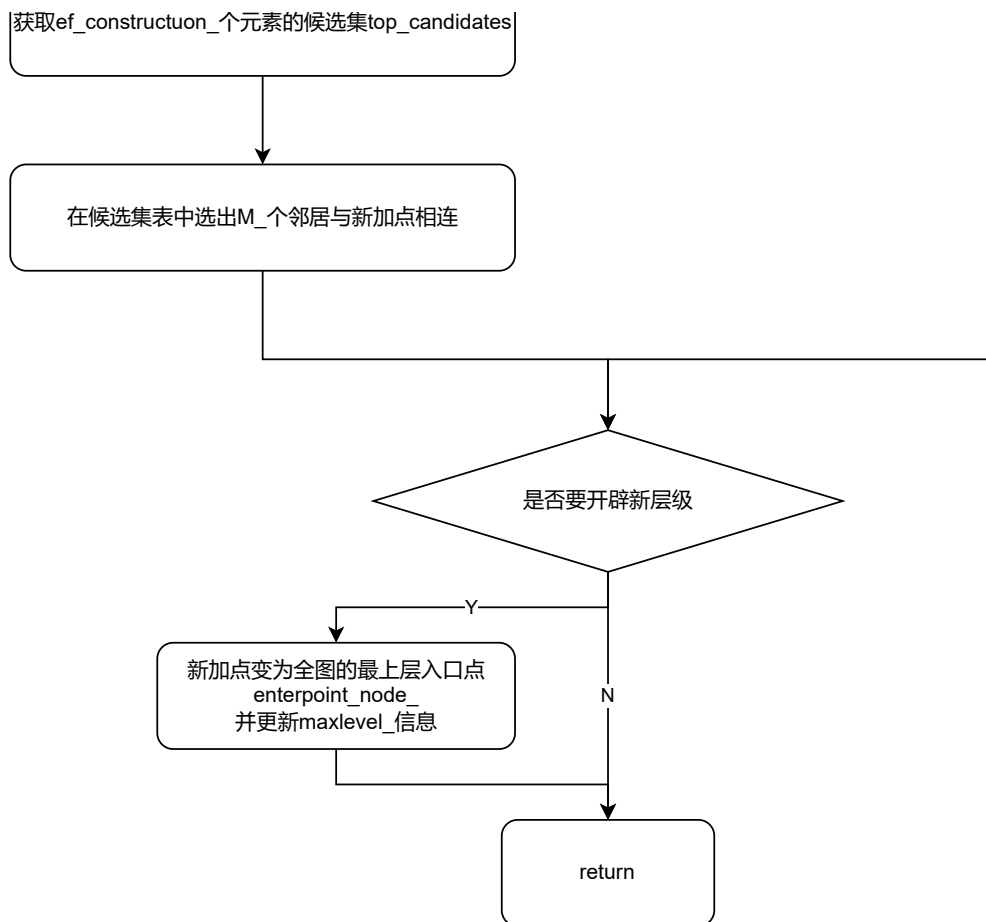 获取ef_constructuon_个元素的候选集top_candidates
在候选集表中选出M_个邻居与新加点相连
是否要开辟新层级
Y
新加点变为全图的最上层入口点
enterpoint_node_
并更新maxlevel_信息
N
return